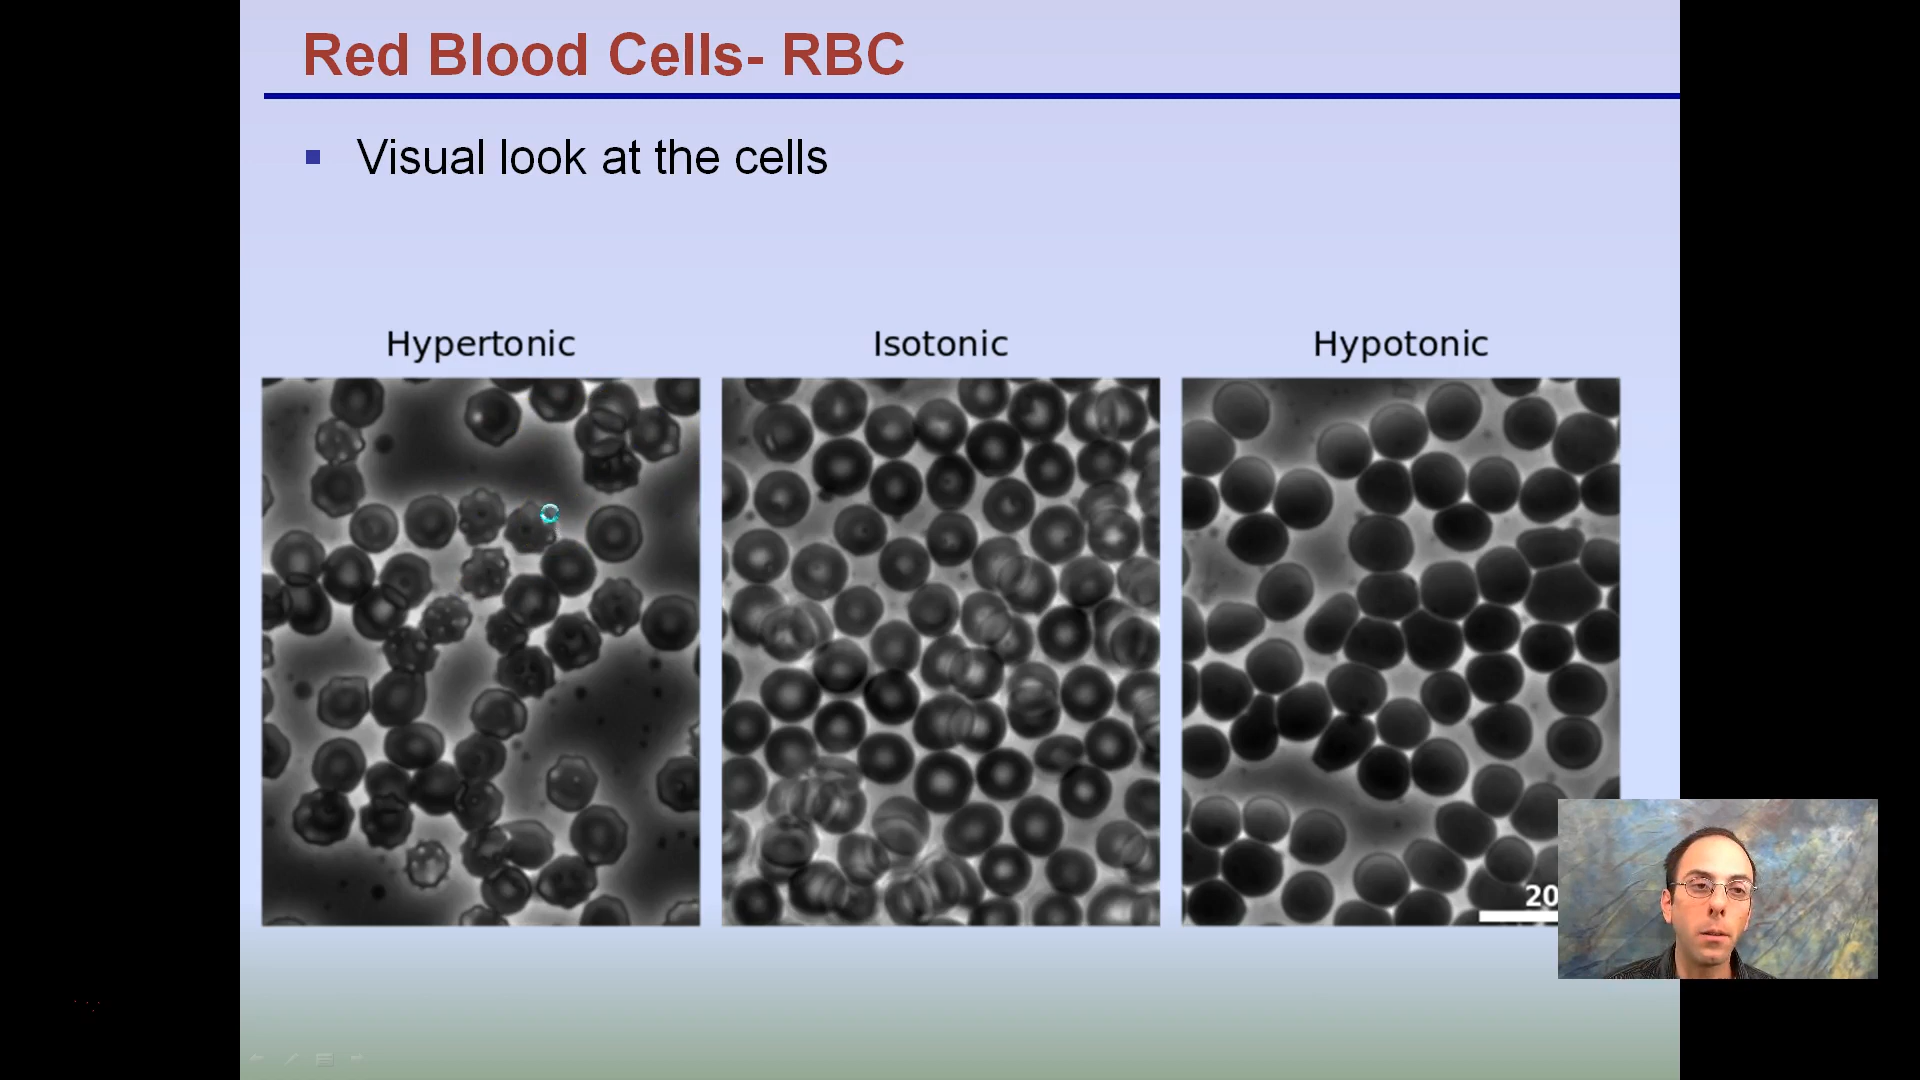 Red Blood Cells- RBC
Visual look at the cells
Hypertonic
Isotonic
Hypotonic
20